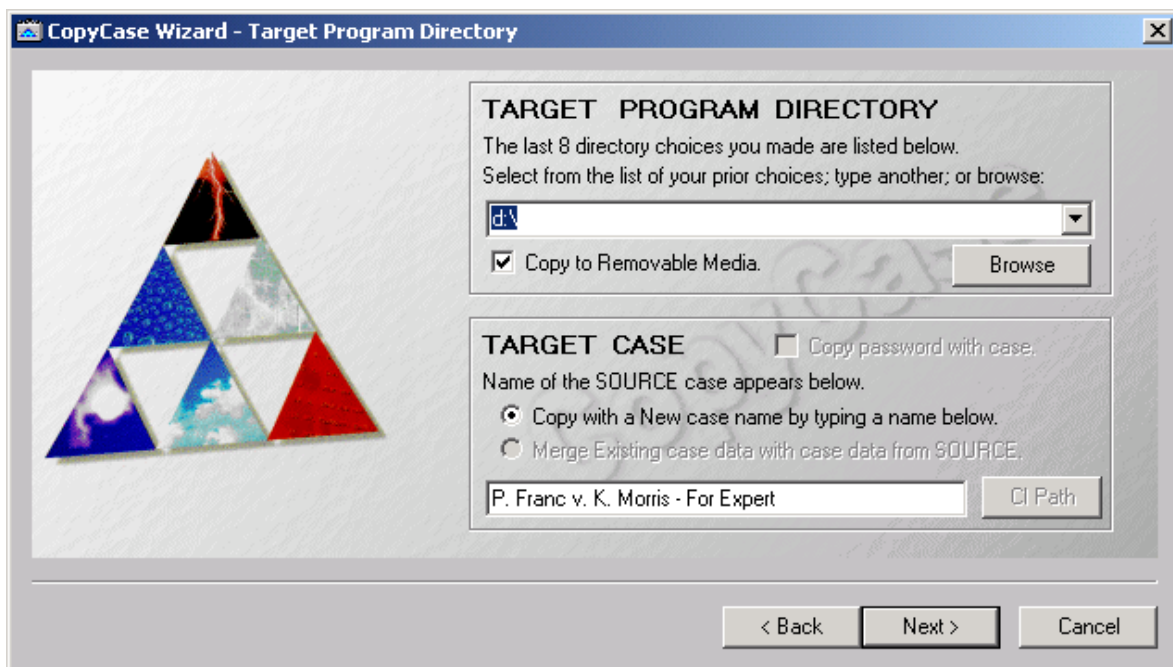 CopyCase Wizard - Target Program Directory
TARGET PROGRAM DIRECTORY
The last 8 directory choices you made are listed below.
Select from the list of your prior choices; type another; or browse:
d:\
Copy to Removable Media.
Browse
CopyCase
TARGET CASE
Copy password with case.
Name of the SOURCE case appears below.
Copy with a New case name by typing a name below.
Merge Existing case data with case data from SOURCE.
P. Franc v. K. Morris - For Expert
CI Path
< Back
Next >
Cancel